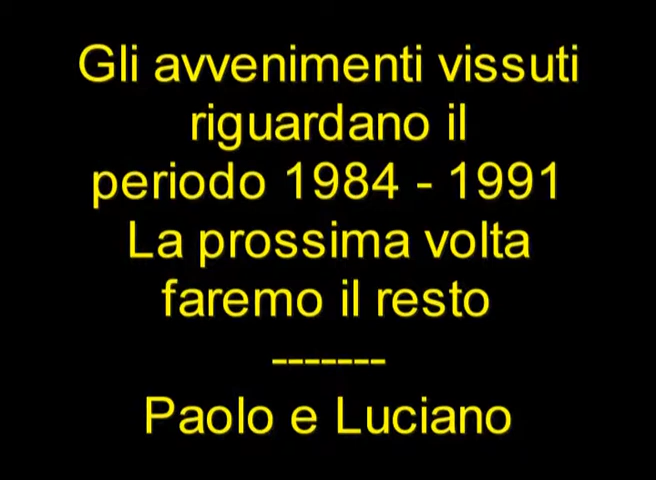 Gli avvenimenti vissuti
riguardano il
periodo 1984 - 1991
La prossima volta
faremo il resto
-------
Paolo e Luciano